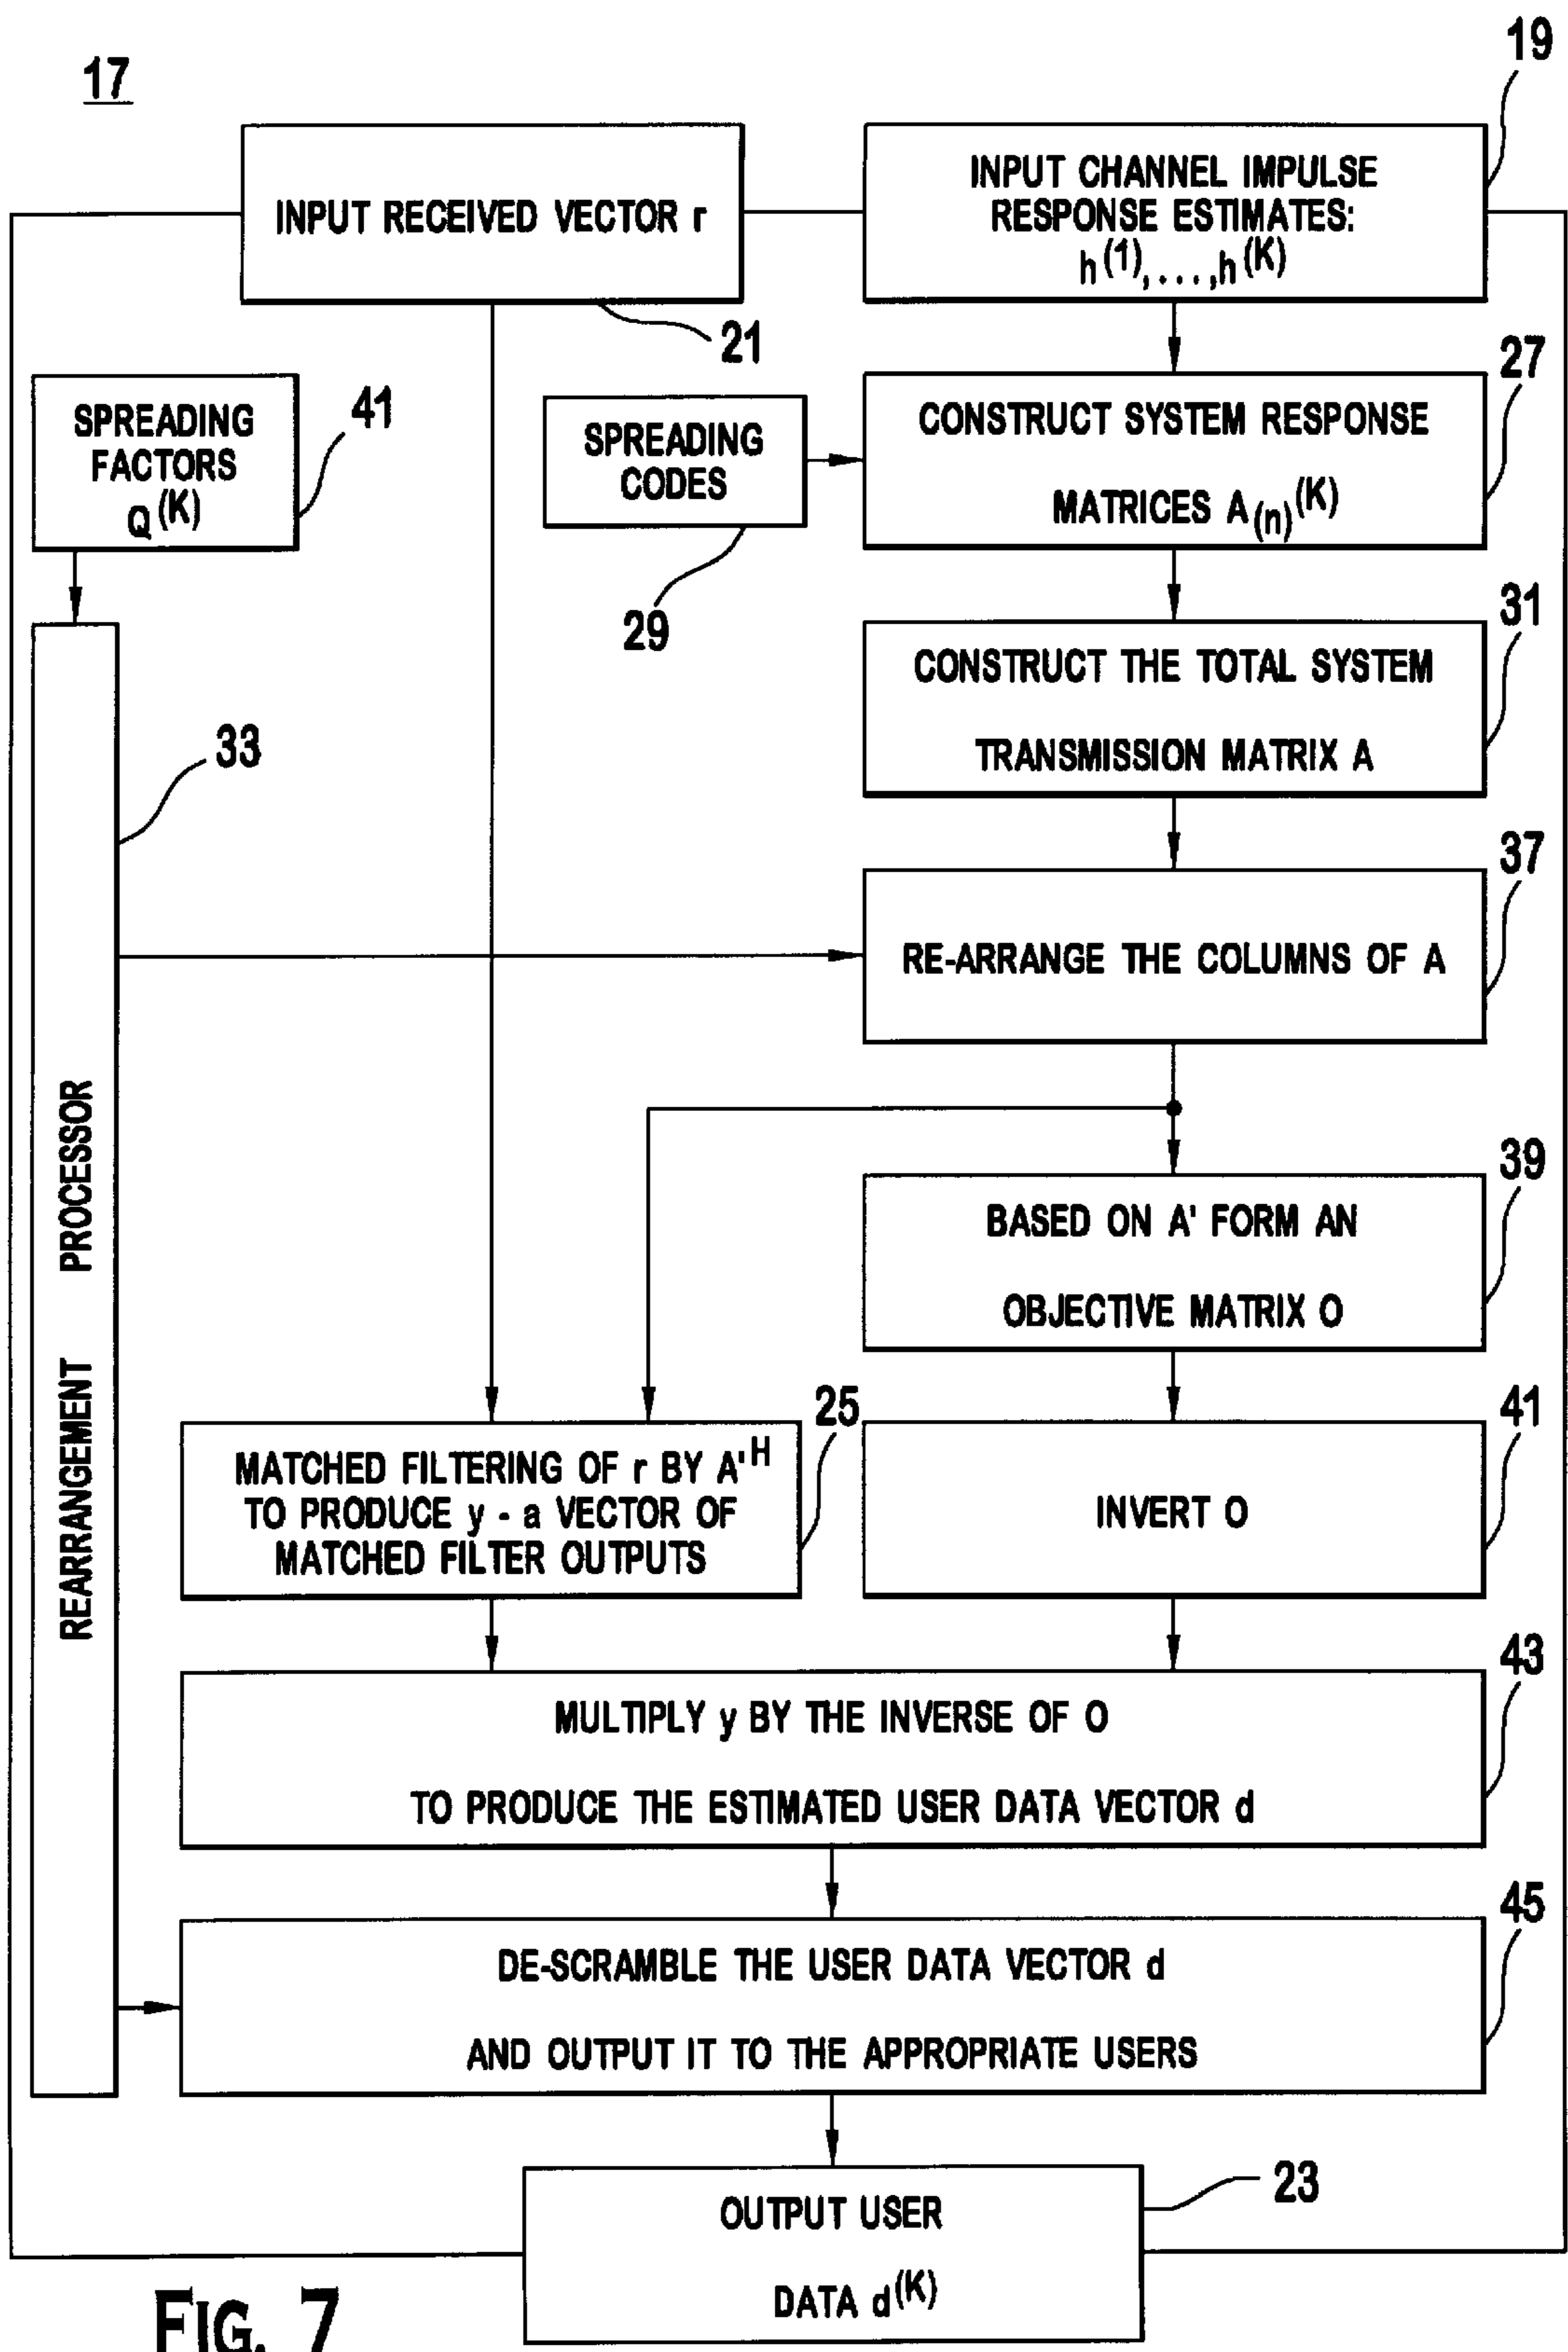 17
19
INPUT RECEIVED VECTOR r
21
INPUT CHANNEL IMPULSE
RESPONSE ESTIMATES:
h(1),...,h(K)
SPREADING
FACTORS
Q(K)
41
SPREADING
CODES
29
CONSTRUCT SYSTEM RESPONSE
MATRICES A(n)(K)
27
CONSTRUCT THE TOTAL SYSTEM
TRANSMISSION MATRIX A
31
33
REARRANGEMENT PROCESSOR
RE-ARRANGE THE COLUMNS OF A
37
BASED ON A' FORM AN
OBJECTIVE MATRIX O
39
MATCHED FILTERING OF r BY A'H
TO PRODUCE y - a VECTOR OF
MATCHED FILTER OUTPUTS
25
INVERT O
41
MULTIPLY y BY THE INVERSE OF O
TO PRODUCE THE ESTIMATED USER DATA VECTOR d
43
DE-SCRAMBLE THE USER DATA VECTOR d
AND OUTPUT IT TO THE APPROPRIATE USERS
45
OUTPUT USER
DATA d(K)
23
FIG. 7